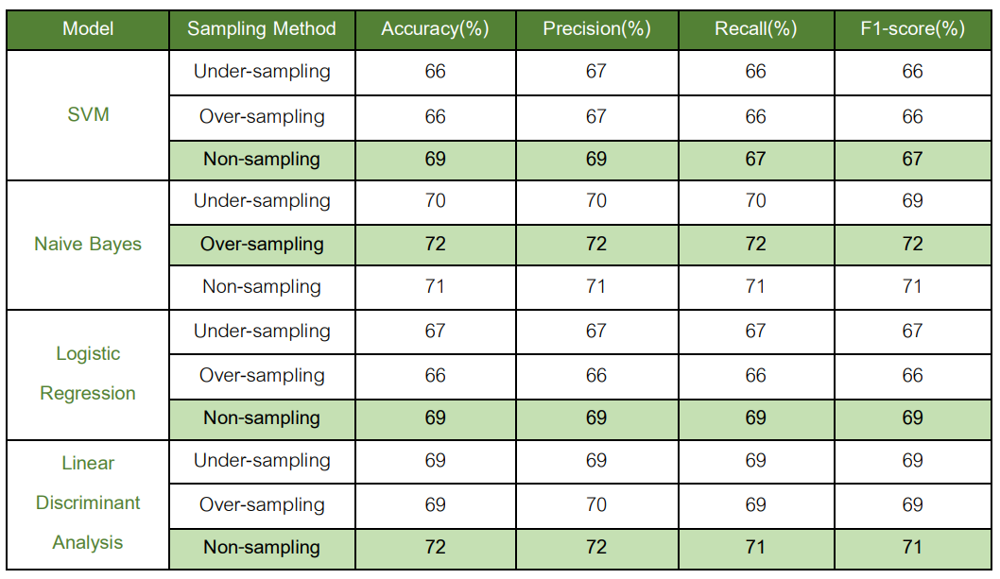 Model Sampling Method Accuracy(%) Precision(%) Recall(%) F1-score(%)
SVM
Under-sampling 66 67 66 66
Over-sampling 66 67 66 66
Non-sampling 69 69 67 67
Naive Bayes
Under-sampling 70 70 70 69
Over-sampling 72 72 72 72
Non-sampling 71 71 71 71
Logistic
Regression
Under-sampling 67 67 67 67
Over-sampling 66 66 66 66
Non-sampling 69 69 69 69
Linear
Discriminant
Analysis
Under-sampling 69 69 69 69
Over-sampling 69 70 69 69
Non-sampling 72 72 71 71